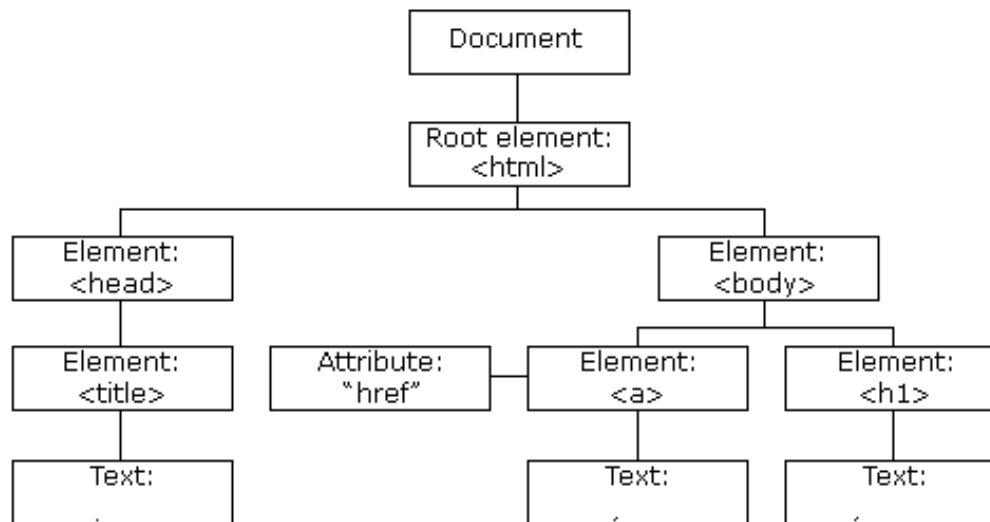 Document
Root element:
<html>
Element:
<head>
Element:
<body>
Element:
<title>
Attribute:
“href”
Element:
<a>
Element:
<h1>
Text:
Text:
Text: